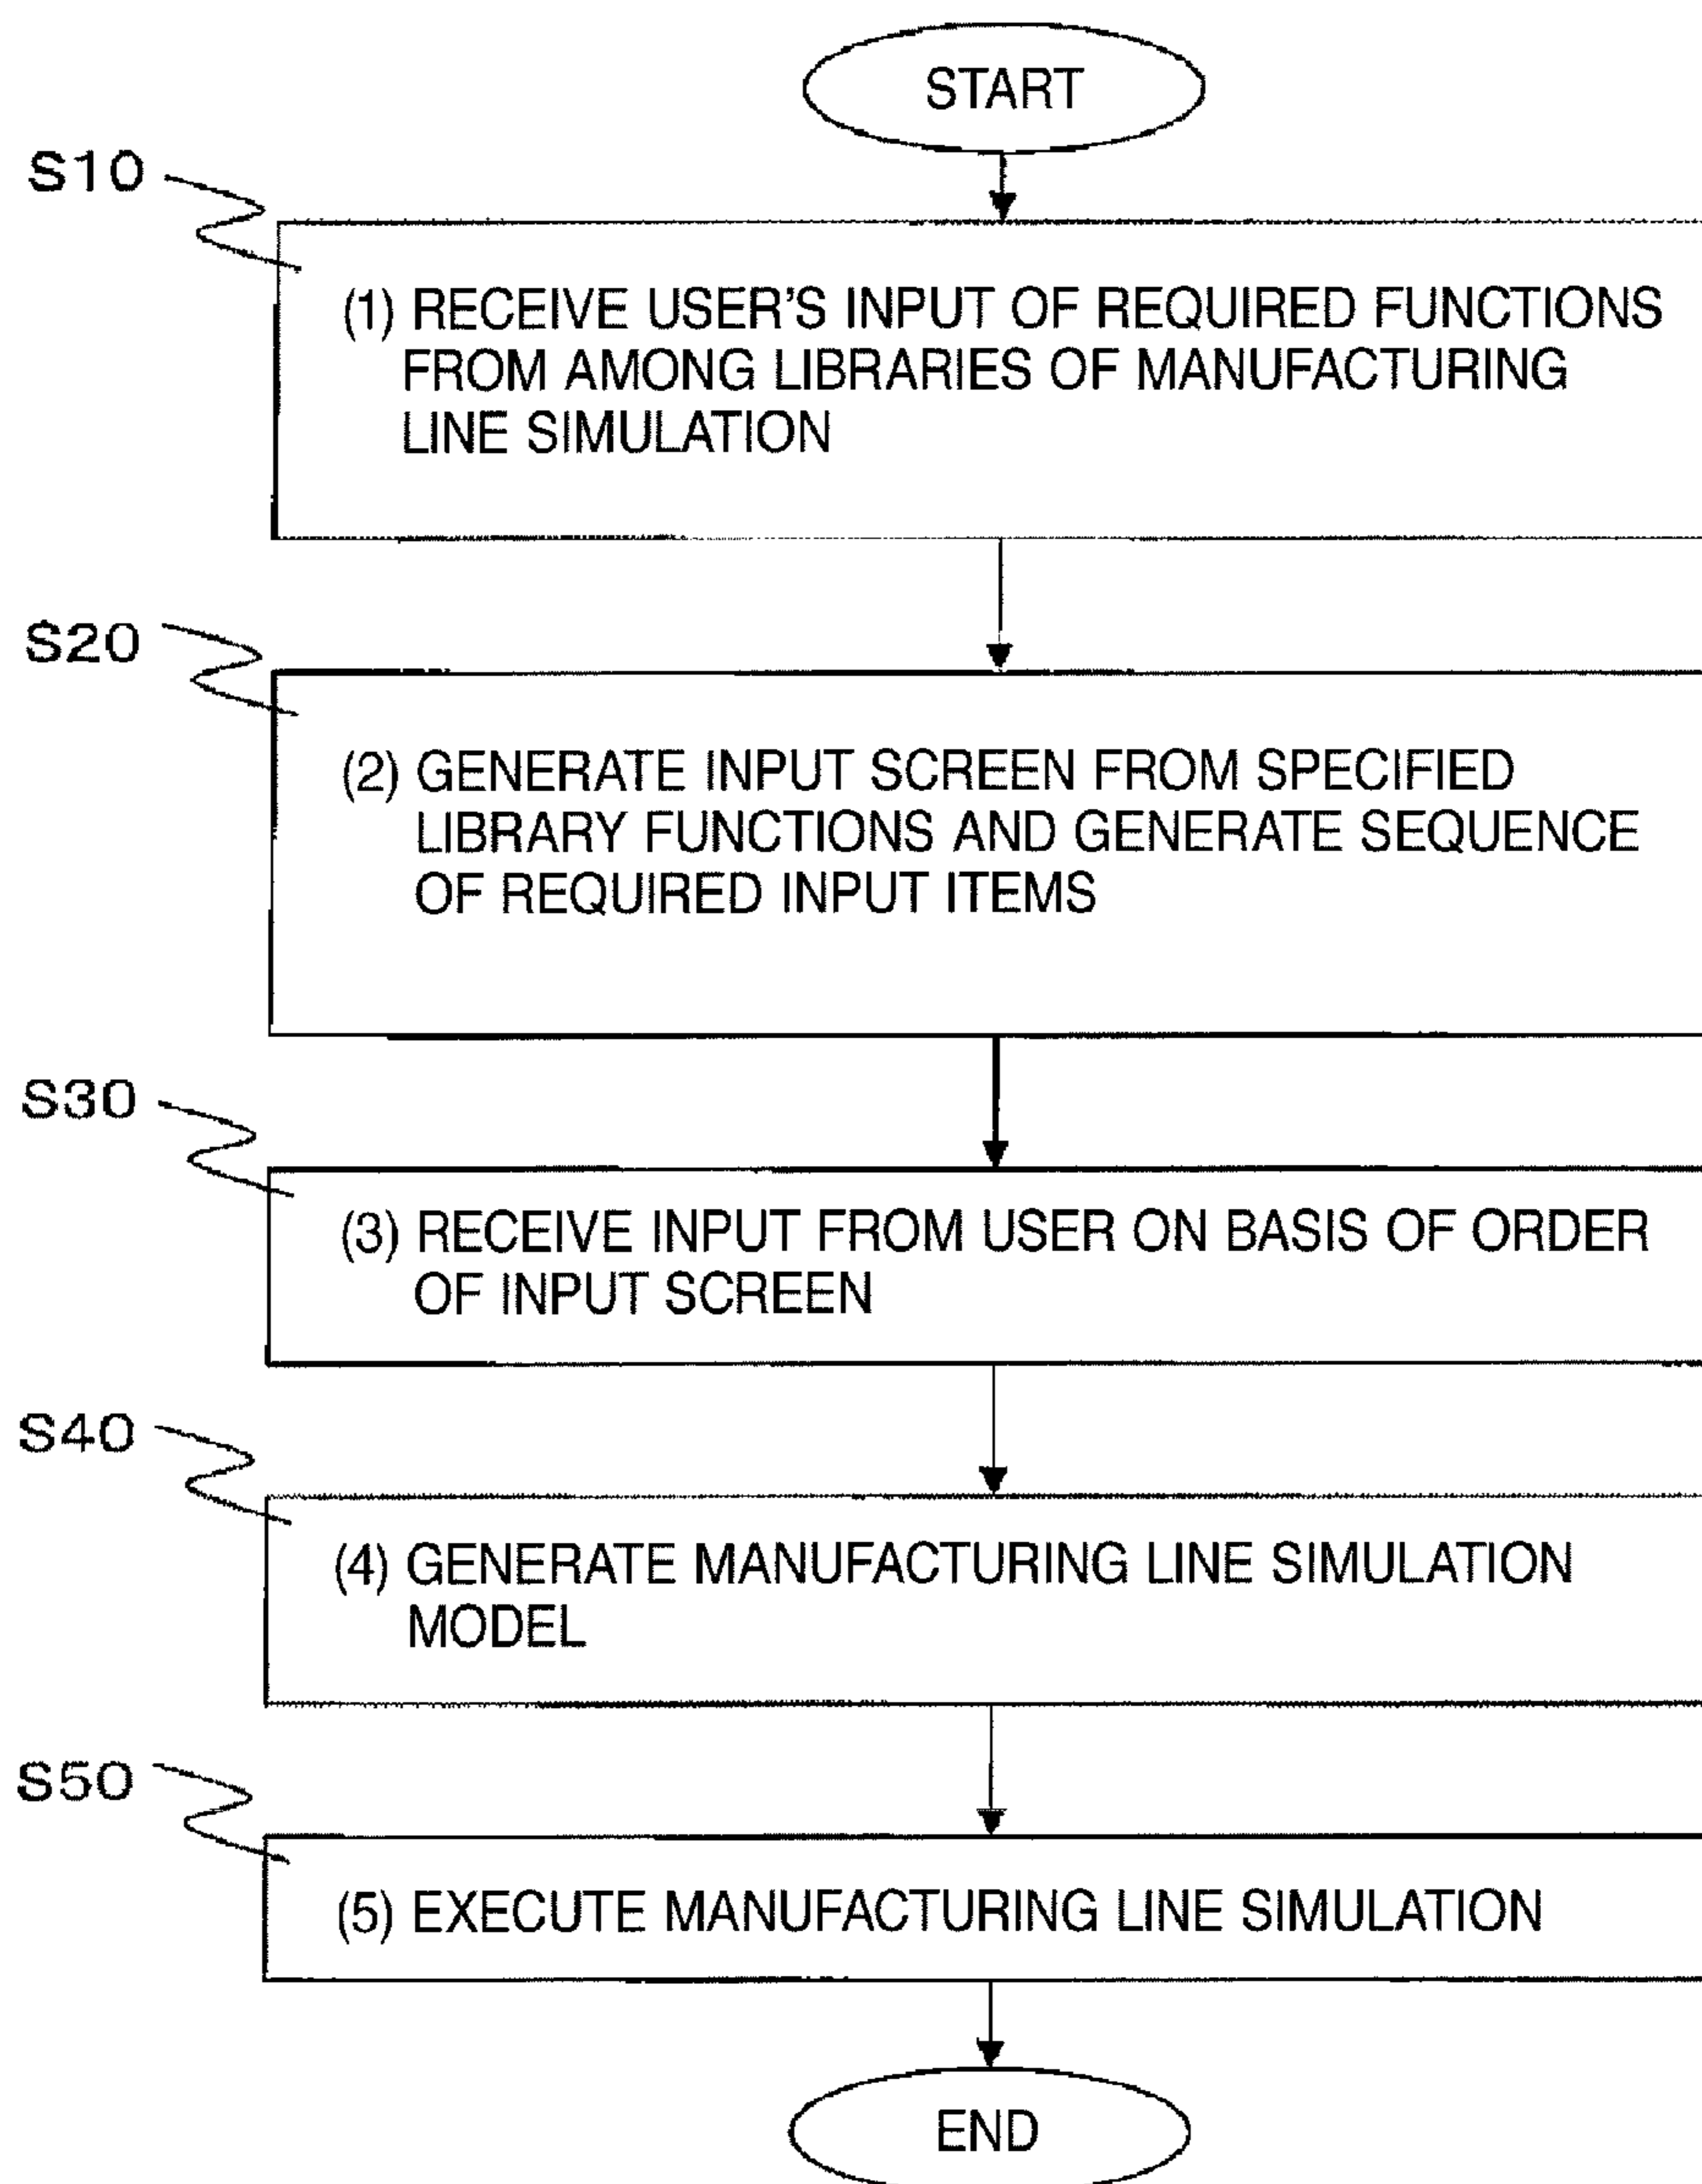 START
S10
(1) RECEIVE USER'S INPUT OF REQUIRED FUNCTIONS
FROM AMONG LIBRARIES OF MANUFACTURING
LINE SIMULATION
S20
(2) GENERATE INPUT SCREEN FROM SPECIFIED
LIBRARY FUNCTIONS AND GENERATE SEQUENCE
OF REQUIRED INPUT ITEMS
S30
(3) RECEIVE INPUT FROM USER ON BASIS OF ORDER
OF INPUT SCREEN
S40
(4) GENERATE MANUFACTURING LINE SIMULATION
MODEL
S50
(5) EXECUTE MANUFACTURING LINE SIMULATION
END